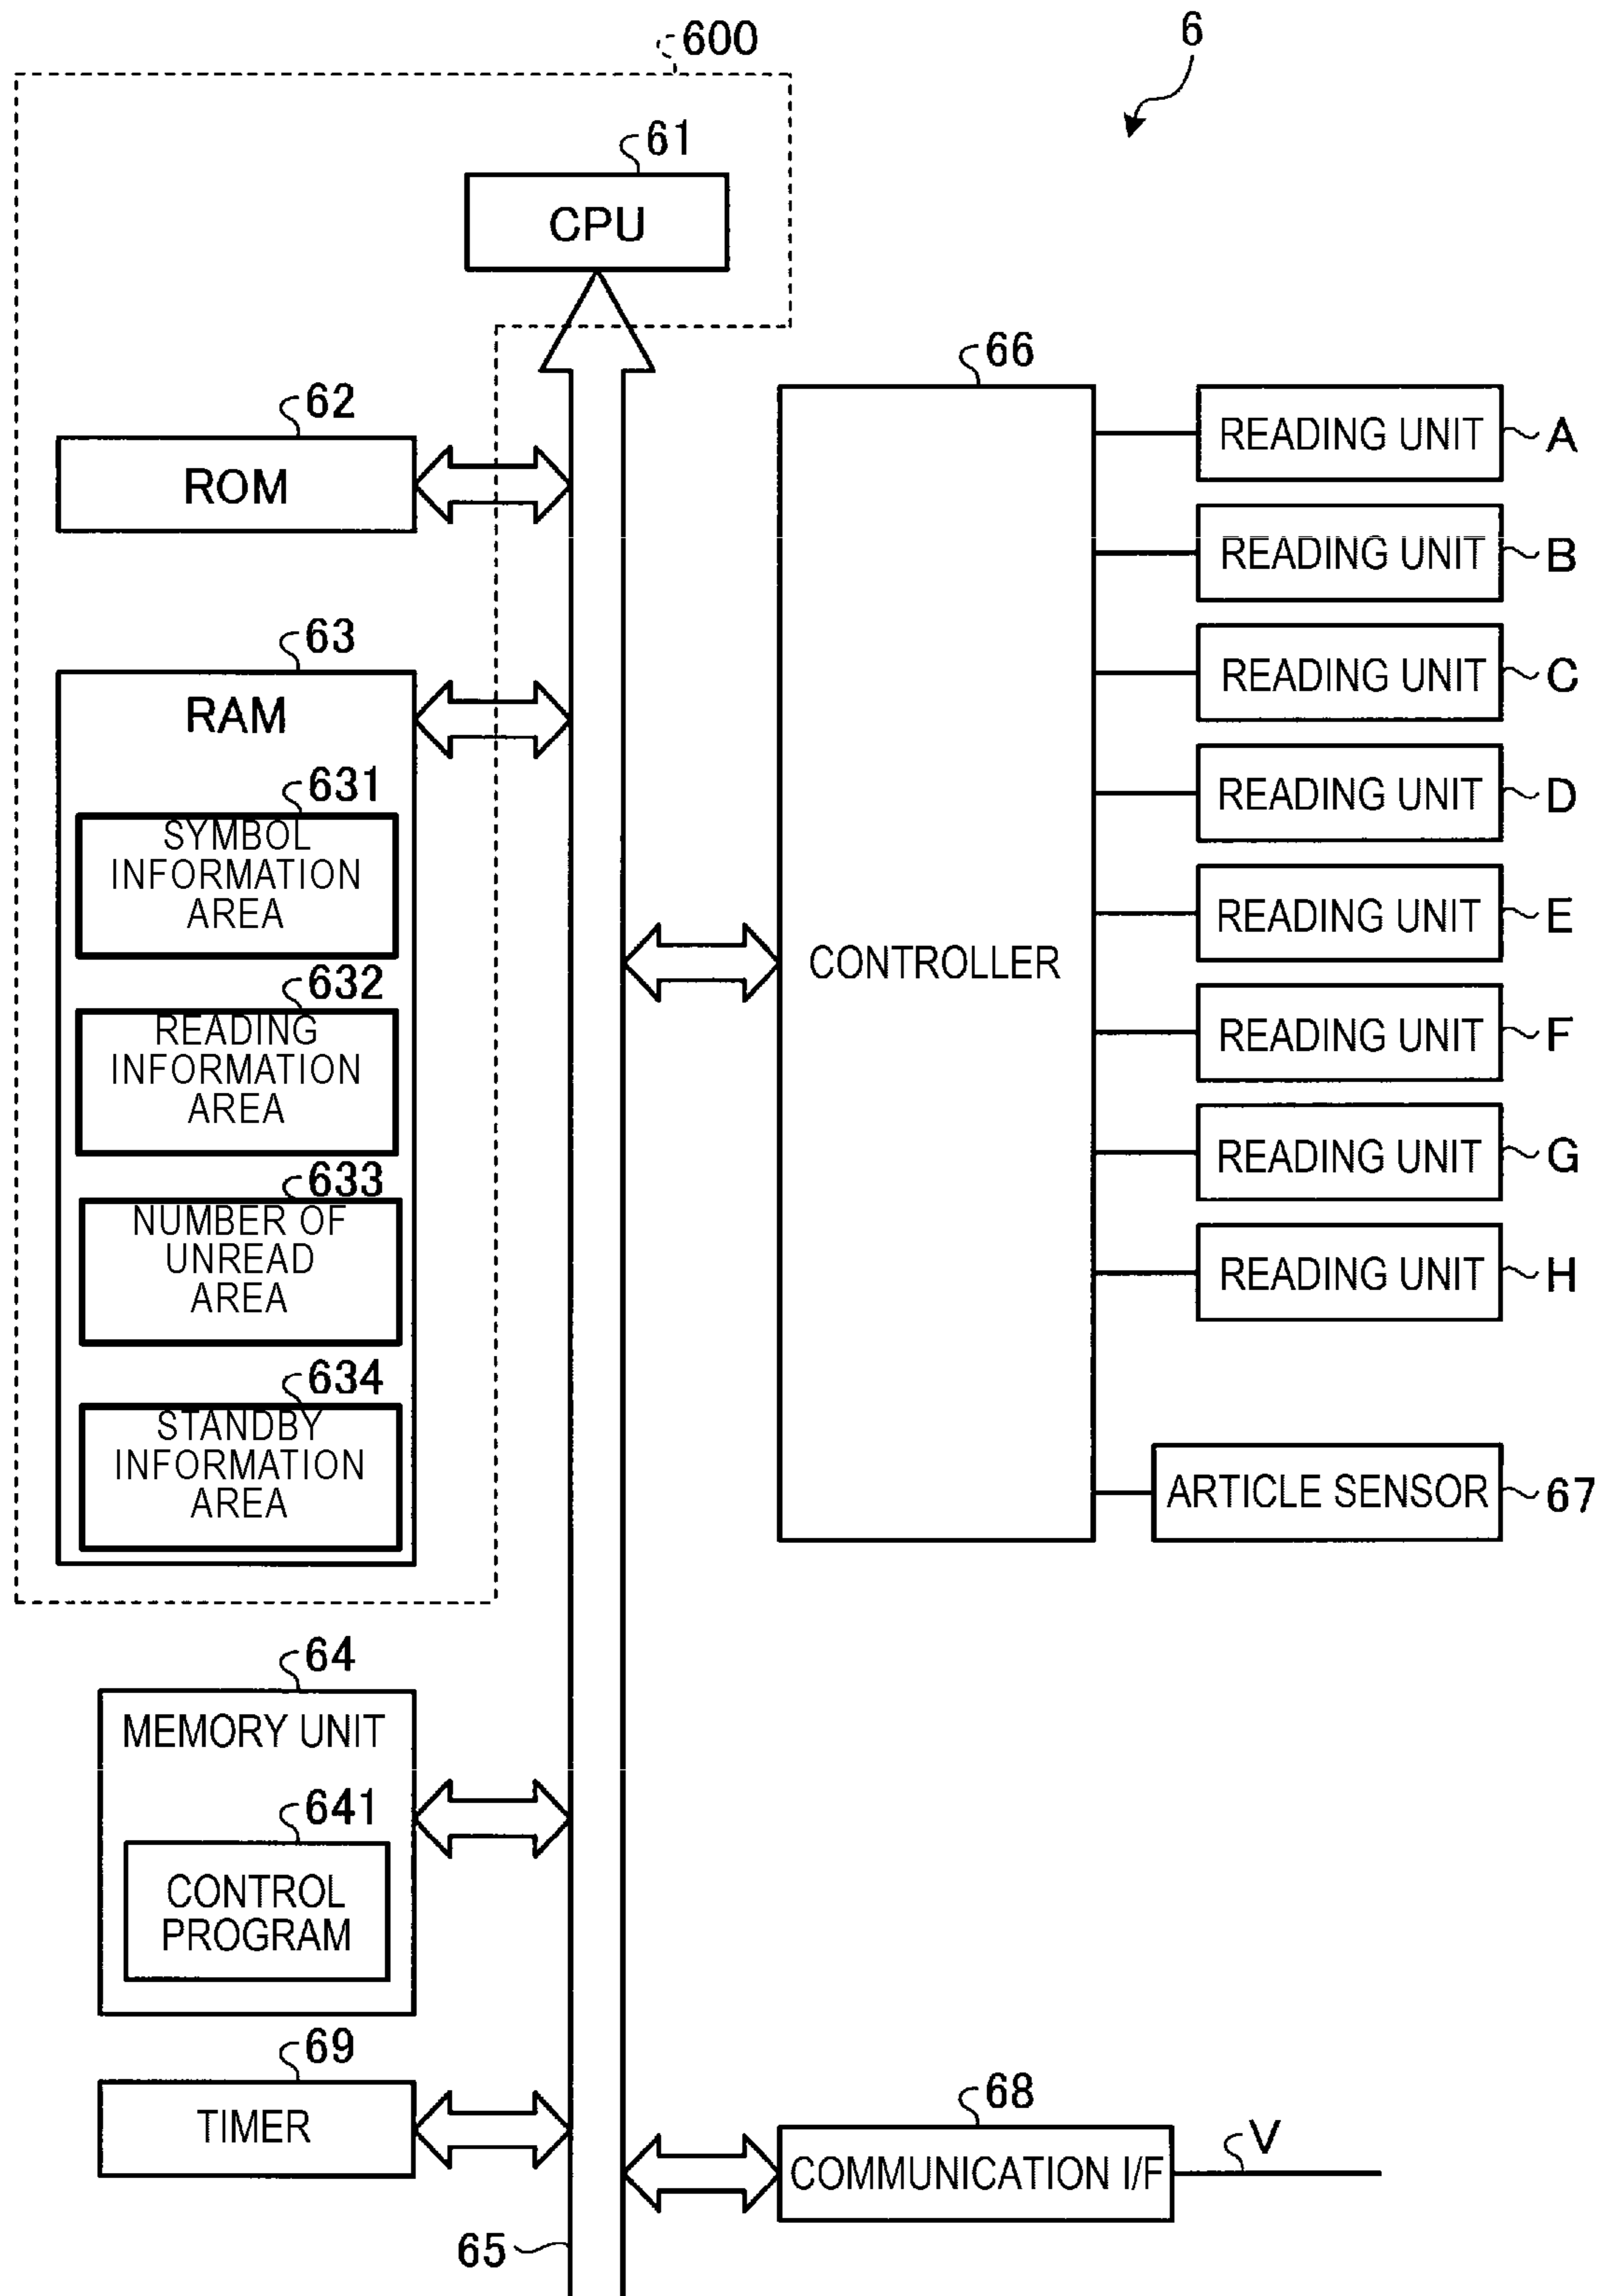 600
6
61
CPU
62
ROM
66
READING UNIT A
READING UNIT B
63
RAM
READING UNIT C
631
SYMBOL
INFORMATION
AREA
READING UNIT D
READING UNIT E
CONTROLLER
632
READING
INFORMATION
AREA
READING UNIT F
READING UNIT G
633
NUMBER OF
UNREAD
AREA
READING UNIT H
634
STANDBY
INFORMATION
AREA
ARTICLE SENSOR 67
64
MEMORY UNIT
641
CONTROL
PROGRAM
69
TIMER
68
COMMUNICATION I/F
V
65